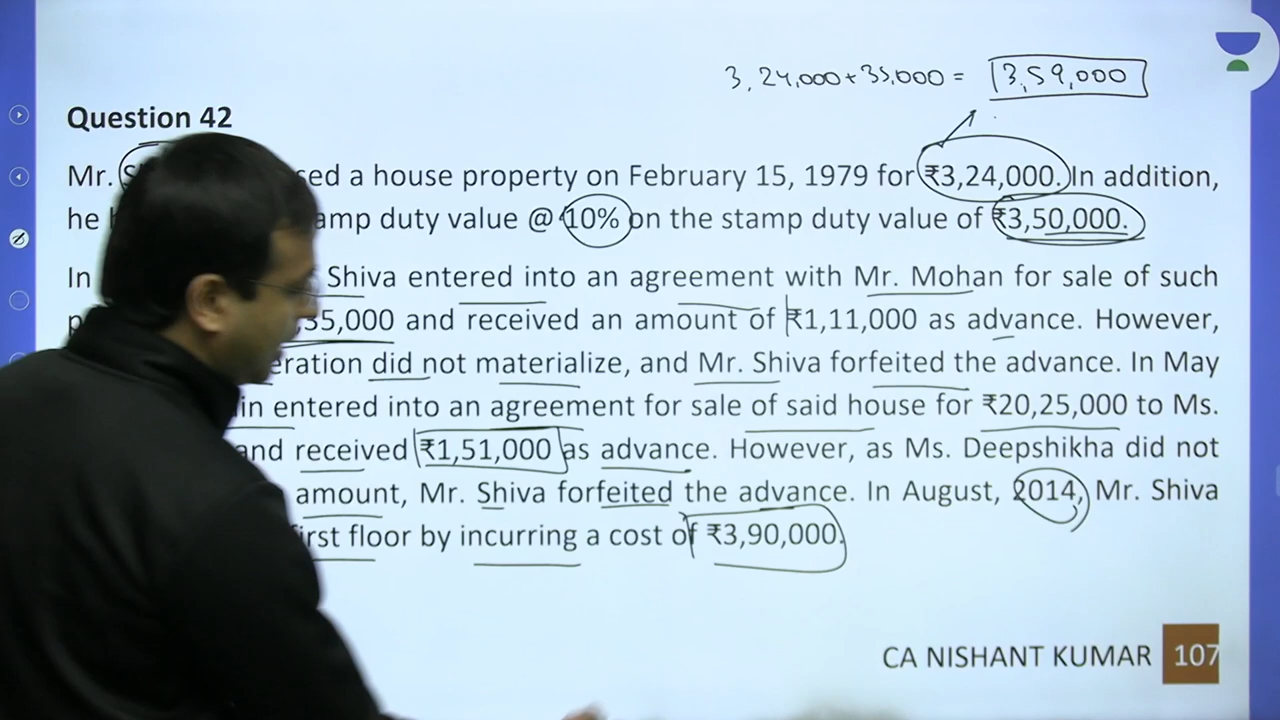 3,24,000 + 35,000 = 3,59,000
Question 42
Mr. sed a house property on February 15, 1979 for ₹3,24,000. In addition,
he amp duty value @ 10% on the stamp duty value of ₹3,50,000.
In Shiva entered into an agreement with Mr. Mohan for sale of such
35,000 and received an amount of ₹1,11,000 as advance. However,
eration did not materialize, and Mr. Shiva forfeited the advance. In May
in entered into an agreement for sale of said house for ₹20,25,000 to Ms.
and received ₹1,51,000 as advance. However, as Ms. Deepshikha did not
amount, Mr. Shiva forfeited the advance. In August, 2014, Mr. Shiva
irst floor by incurring a cost of ₹3,90,000.
CA NISHANT KUMAR 107